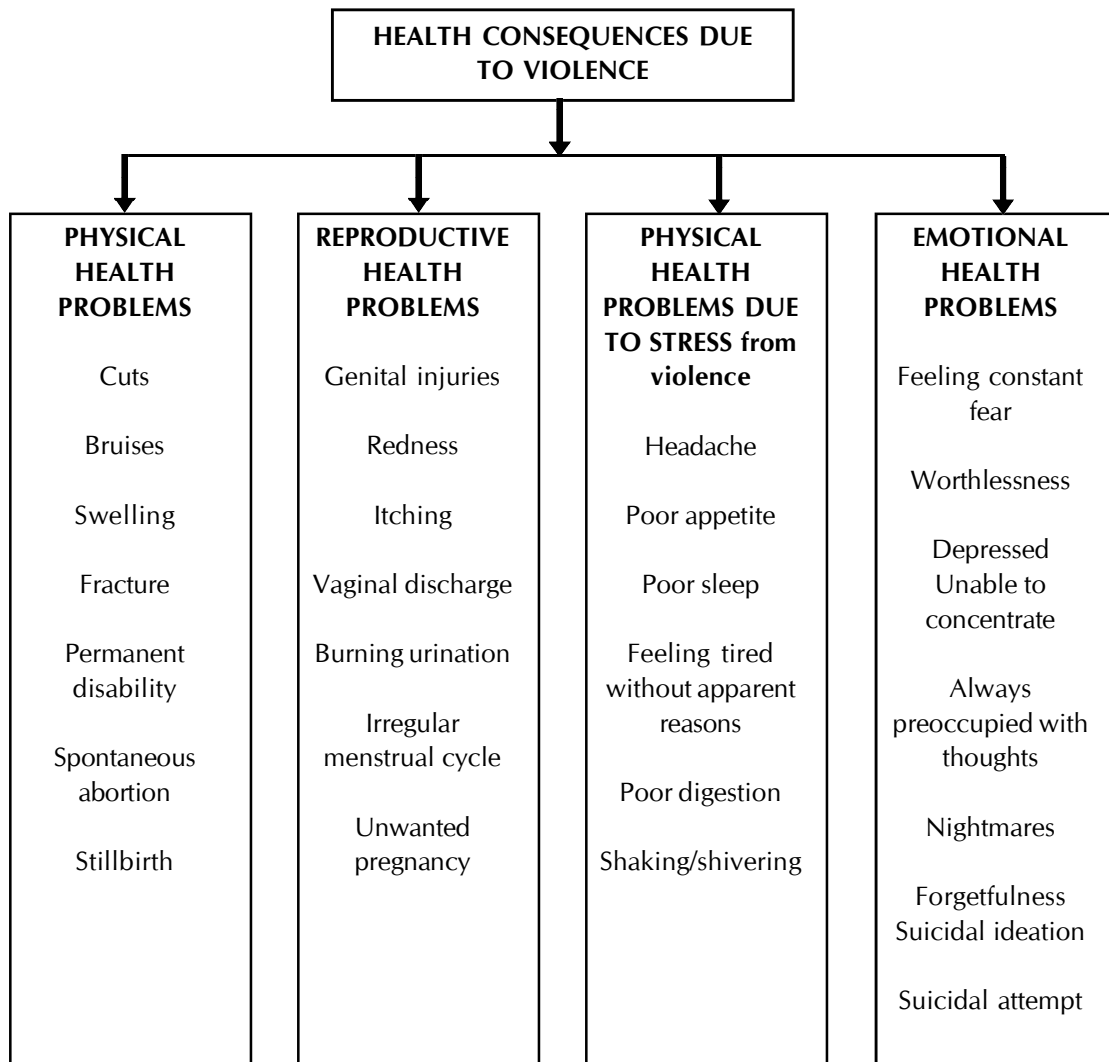 HEALTH CONSEQUENCES DUE
TO VIOLENCE
PHYSICAL
HEALTH
PROBLEMS
Cuts
Bruises
Swelling
Fracture
Permanent
disability
Spontaneous
abortion
Stillbirth
REPRODUCTIVE
HEALTH
PROBLEMS
Genital injuries
Redness
Itching
Vaginal discharge
Burning urination
Irregular
menstrual cycle
Unwanted
pregnancy
PHYSICAL
HEALTH
PROBLEMS DUE
TO STRESS from
violence
Headache
Poor appetite
Poor sleep
Feeling tired
without apparent
reasons
Poor digestion
Shaking/shivering
EMOTIONAL
HEALTH
PROBLEMS
Feeling constant
fear
Worthlessness
Depressed
Unable to
concentrate
Always
preoccupied with
thoughts
Nightmares
Forgetfulness
Suicidal ideation
Suicidal attempt